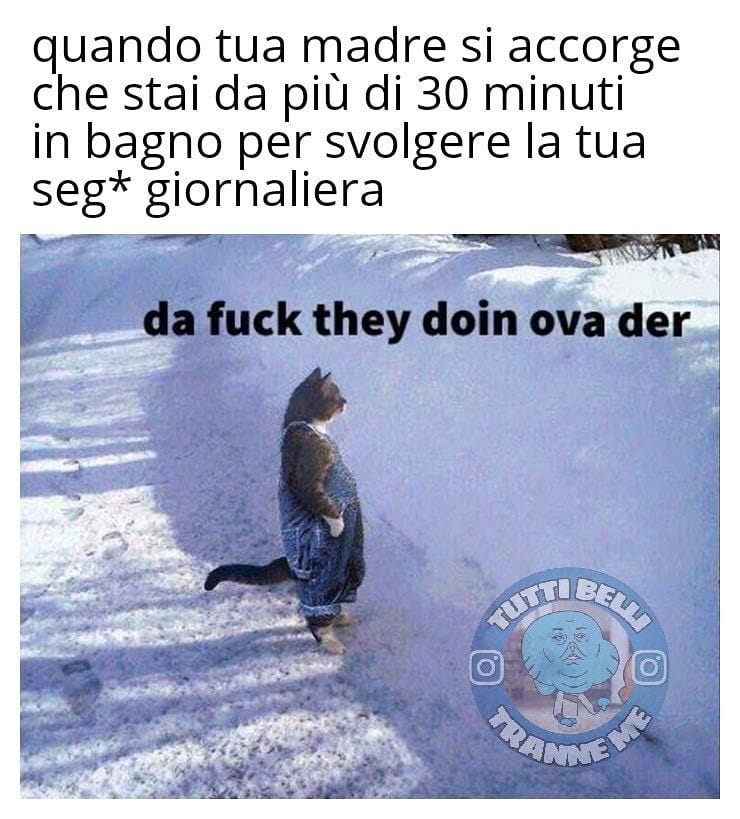 quando tua madre si accorge
che stai da più di 30 minuti
in bagno per svolgere la tua
seg* giornaliera
da fuck they doin ova der
TUTTI BELLI
TRANNE ME